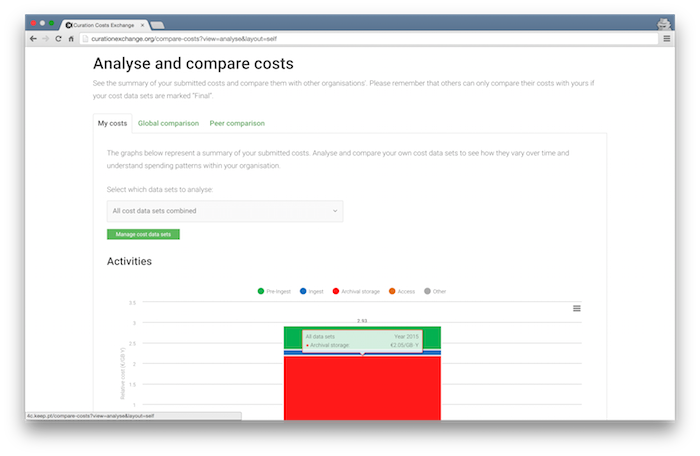 Curation Costs Exchange
curationexchange.org/compare-costs?view=analyse&layout=self
Analyse and compare costs
See the summary of your submitted costs and compare them with other organisations'. Please remember that others can only compare their costs with yours if
your cost data sets are marked "Final".
My costs Global comparison Peer comparison
The graphs below represent a summary of your submitted costs. Analyse and compare your own cost data sets to see how they vary over time and
understand spending patterns within your organisation
Select which data sets to analyse:
All cost data sets combined
Manage cost data sets
Activities
Pre-Ingest Ingest Archival storage Access Other
3.5
3
2.5
2
1.5
1
Relative cost (€/GB·Y)
All data sets Year 2015
Archival storage: €2.05/GB· Y
4c.keep.pt/compare-costs?view=analyse&layout=self